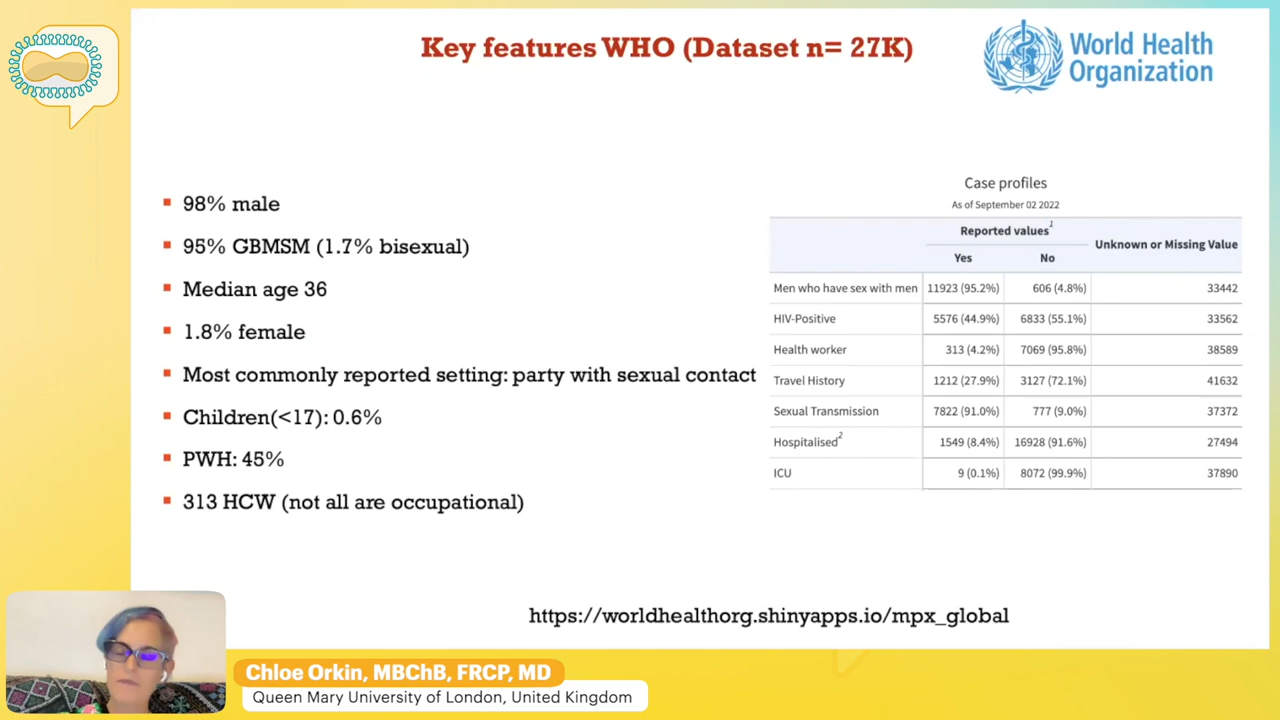 Key features WHO (Dataset n= 27K)
World Health
Organization
98% male
95% GBMSM (1.7% bisexual)
Median age 36
1.8% female
Most commonly reported setting: party with sexual contact
Children(<17): 0.6%
PWH: 45%
313 HCW (not all are occupational)
Case profiles
As of September 02 2022
Reported values1
Unknown or Missing Value
Yes No
Men who have sex with men 11923 (95.2%) 606 (4.8%) 33442
HIV-Positive 5576 (44.9%) 6833 (55.1%) 33562
Health worker 313 (4.2%) 7069 (95.8%) 38589
Travel History 1212 (27.9%) 3127 (72.1%) 41632
Sexual Transmission 7822 (91.0%) 777 (9.0%) 37372
Hospitalised2 1549 (8.4%) 16928 (91.6%) 27494
ICU 9 (0.1%) 8072 (99.9%) 37890
https://worldhealthorg.shinyapps.io/mpx_global
Chloe Orkin, MBChB, FRCP, MD
Queen Mary University of London, United Kingdom